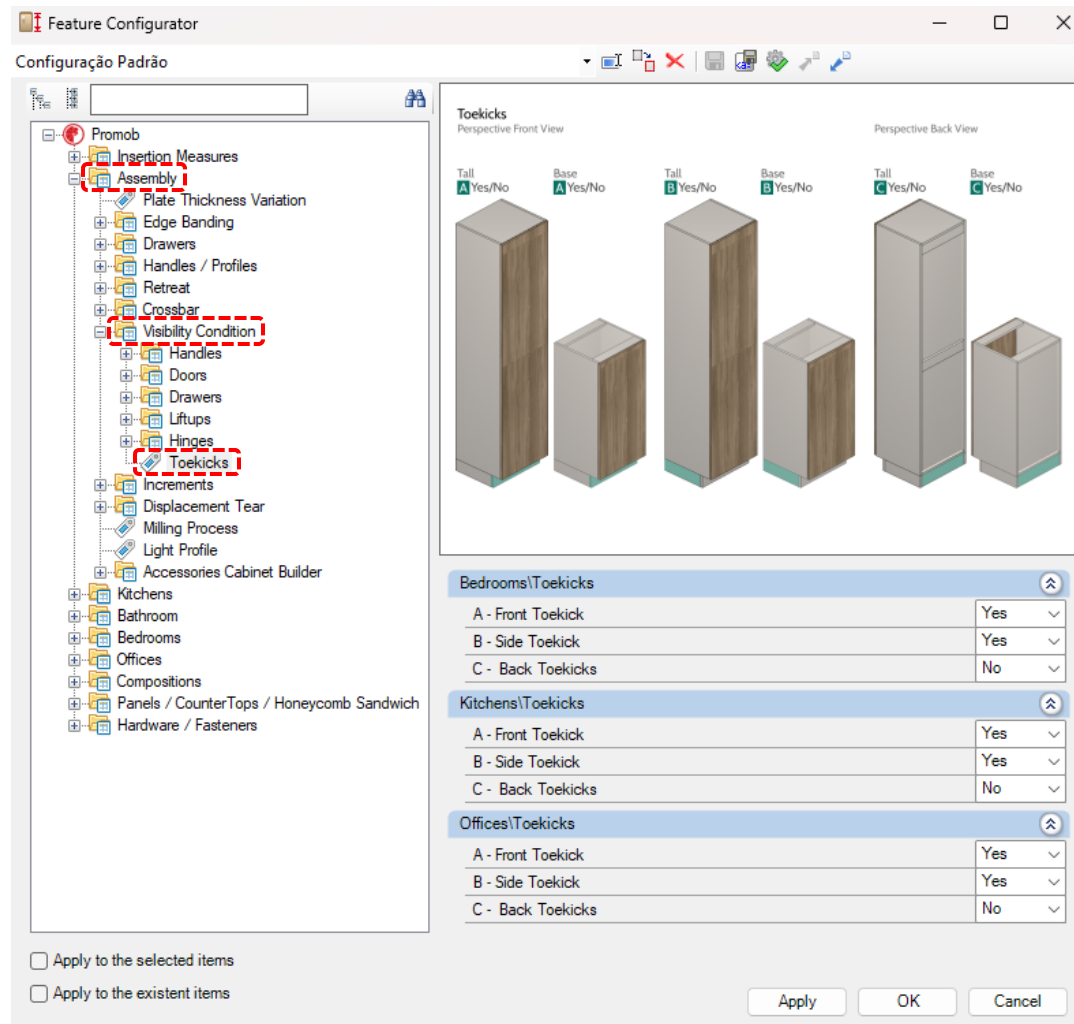 Feature Configurator
Configuração Padrão
Promob
Insertion Measures
Assembly
Plate Thickness Variation
Edge Banding
Drawers
Handles / Profiles
Retreat
Crossbar
Visibility Condition
Handles
Doors
Drawers
Liftups
Hinges
Toekicks
Increments
Displacement Tear
Milling Process
Light Profile
Accessories Cabinet Builder
Kitchens
Bathroom
Bedrooms
Offices
Compositions
Panels / CounterTops / Honeycomb Sandwich
Hardware / Fasteners
Toekicks
Perspective Front View Perspective Back View
Tall Base Tall Base Tall Base
A Yes/No A Yes/No B Yes/No B Yes/No C Yes/No C Yes/No
Bedrooms\Toekicks
A - Front Toekick Yes
B - Side Toekick Yes
C - Back Toekicks No
Kitchens\Toekicks
A - Front Toekick Yes
B - Side Toekick Yes
C - Back Toekicks No
Offices\Toekicks
A - Front Toekick Yes
B - Side Toekick Yes
C - Back Toekicks No
Apply to the selected items
Apply to the existent items
Apply OK Cancel